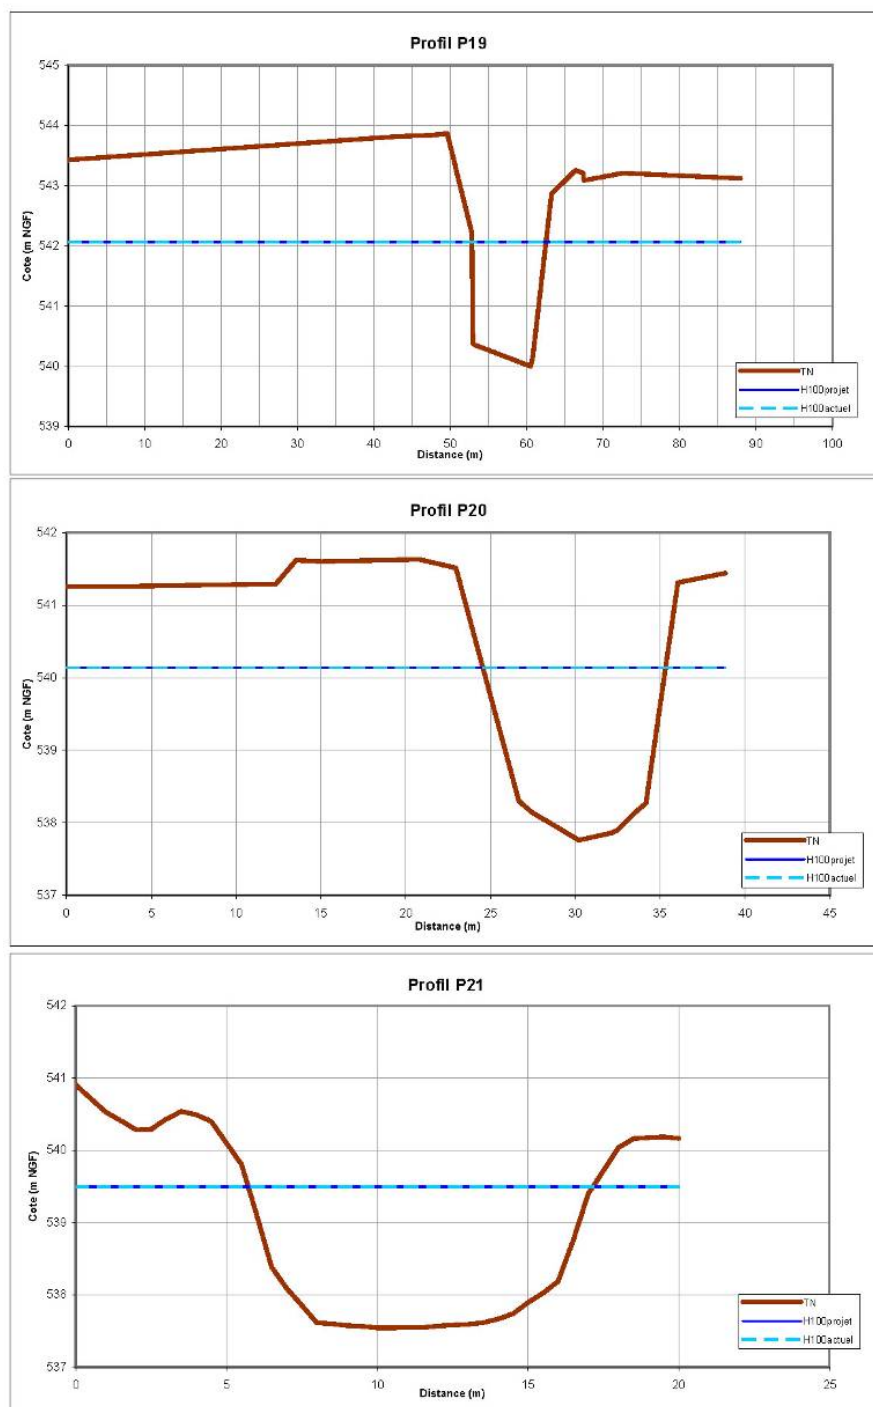 Profil P19
545
544
543
542
541
540
539
Cote (m NGF)
0 10 20 30 40 50 60 70 80 90 100
Distance (m)
TN
H100projet
H100actuel
Profil P20
542
541
540
539
538
537
Cote (m NGF)
0 5 10 15 20 25 30 35 40 45
Distance (m)
TN
H100projet
H100actuel
Profil P21
542
541
540
539
538
537
Cote (m NGF)
0 5 10 15 20 25
Distance (m)
TN
H100projet
H100actuel